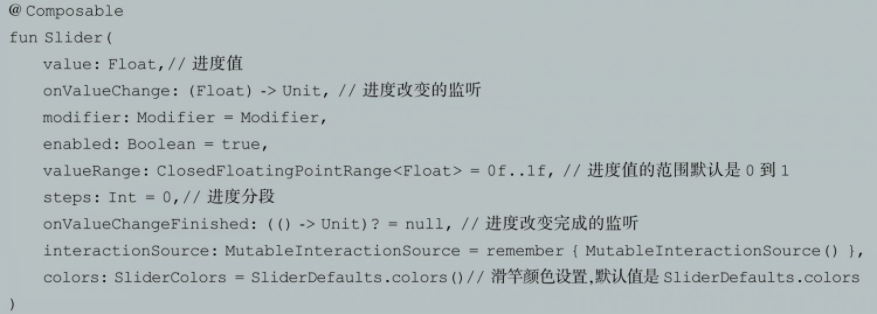 @Composable
fun Slider(
value: Float,// 进度值
onValueChange: (Float) -> Unit, // 进度改变的监听
modifier: Modifier = Modifier,
enabled: Boolean = true,
valueRange: ClosedFloatingPointRange<Float> = 0f..1f, // 进度值的范围默认是 0 到 1
steps: Int = 0,// 进度分段
onValueChangeFinished: (() -> Unit)? = null, // 进度改变完成的监听
interactionSource: MutableInteractionSource = remember { MutableInteractionSource() },
colors: SliderColors = SliderDefaults.colors()// 滑竿颜色设置,默认值是 SliderDefaults.colors
)